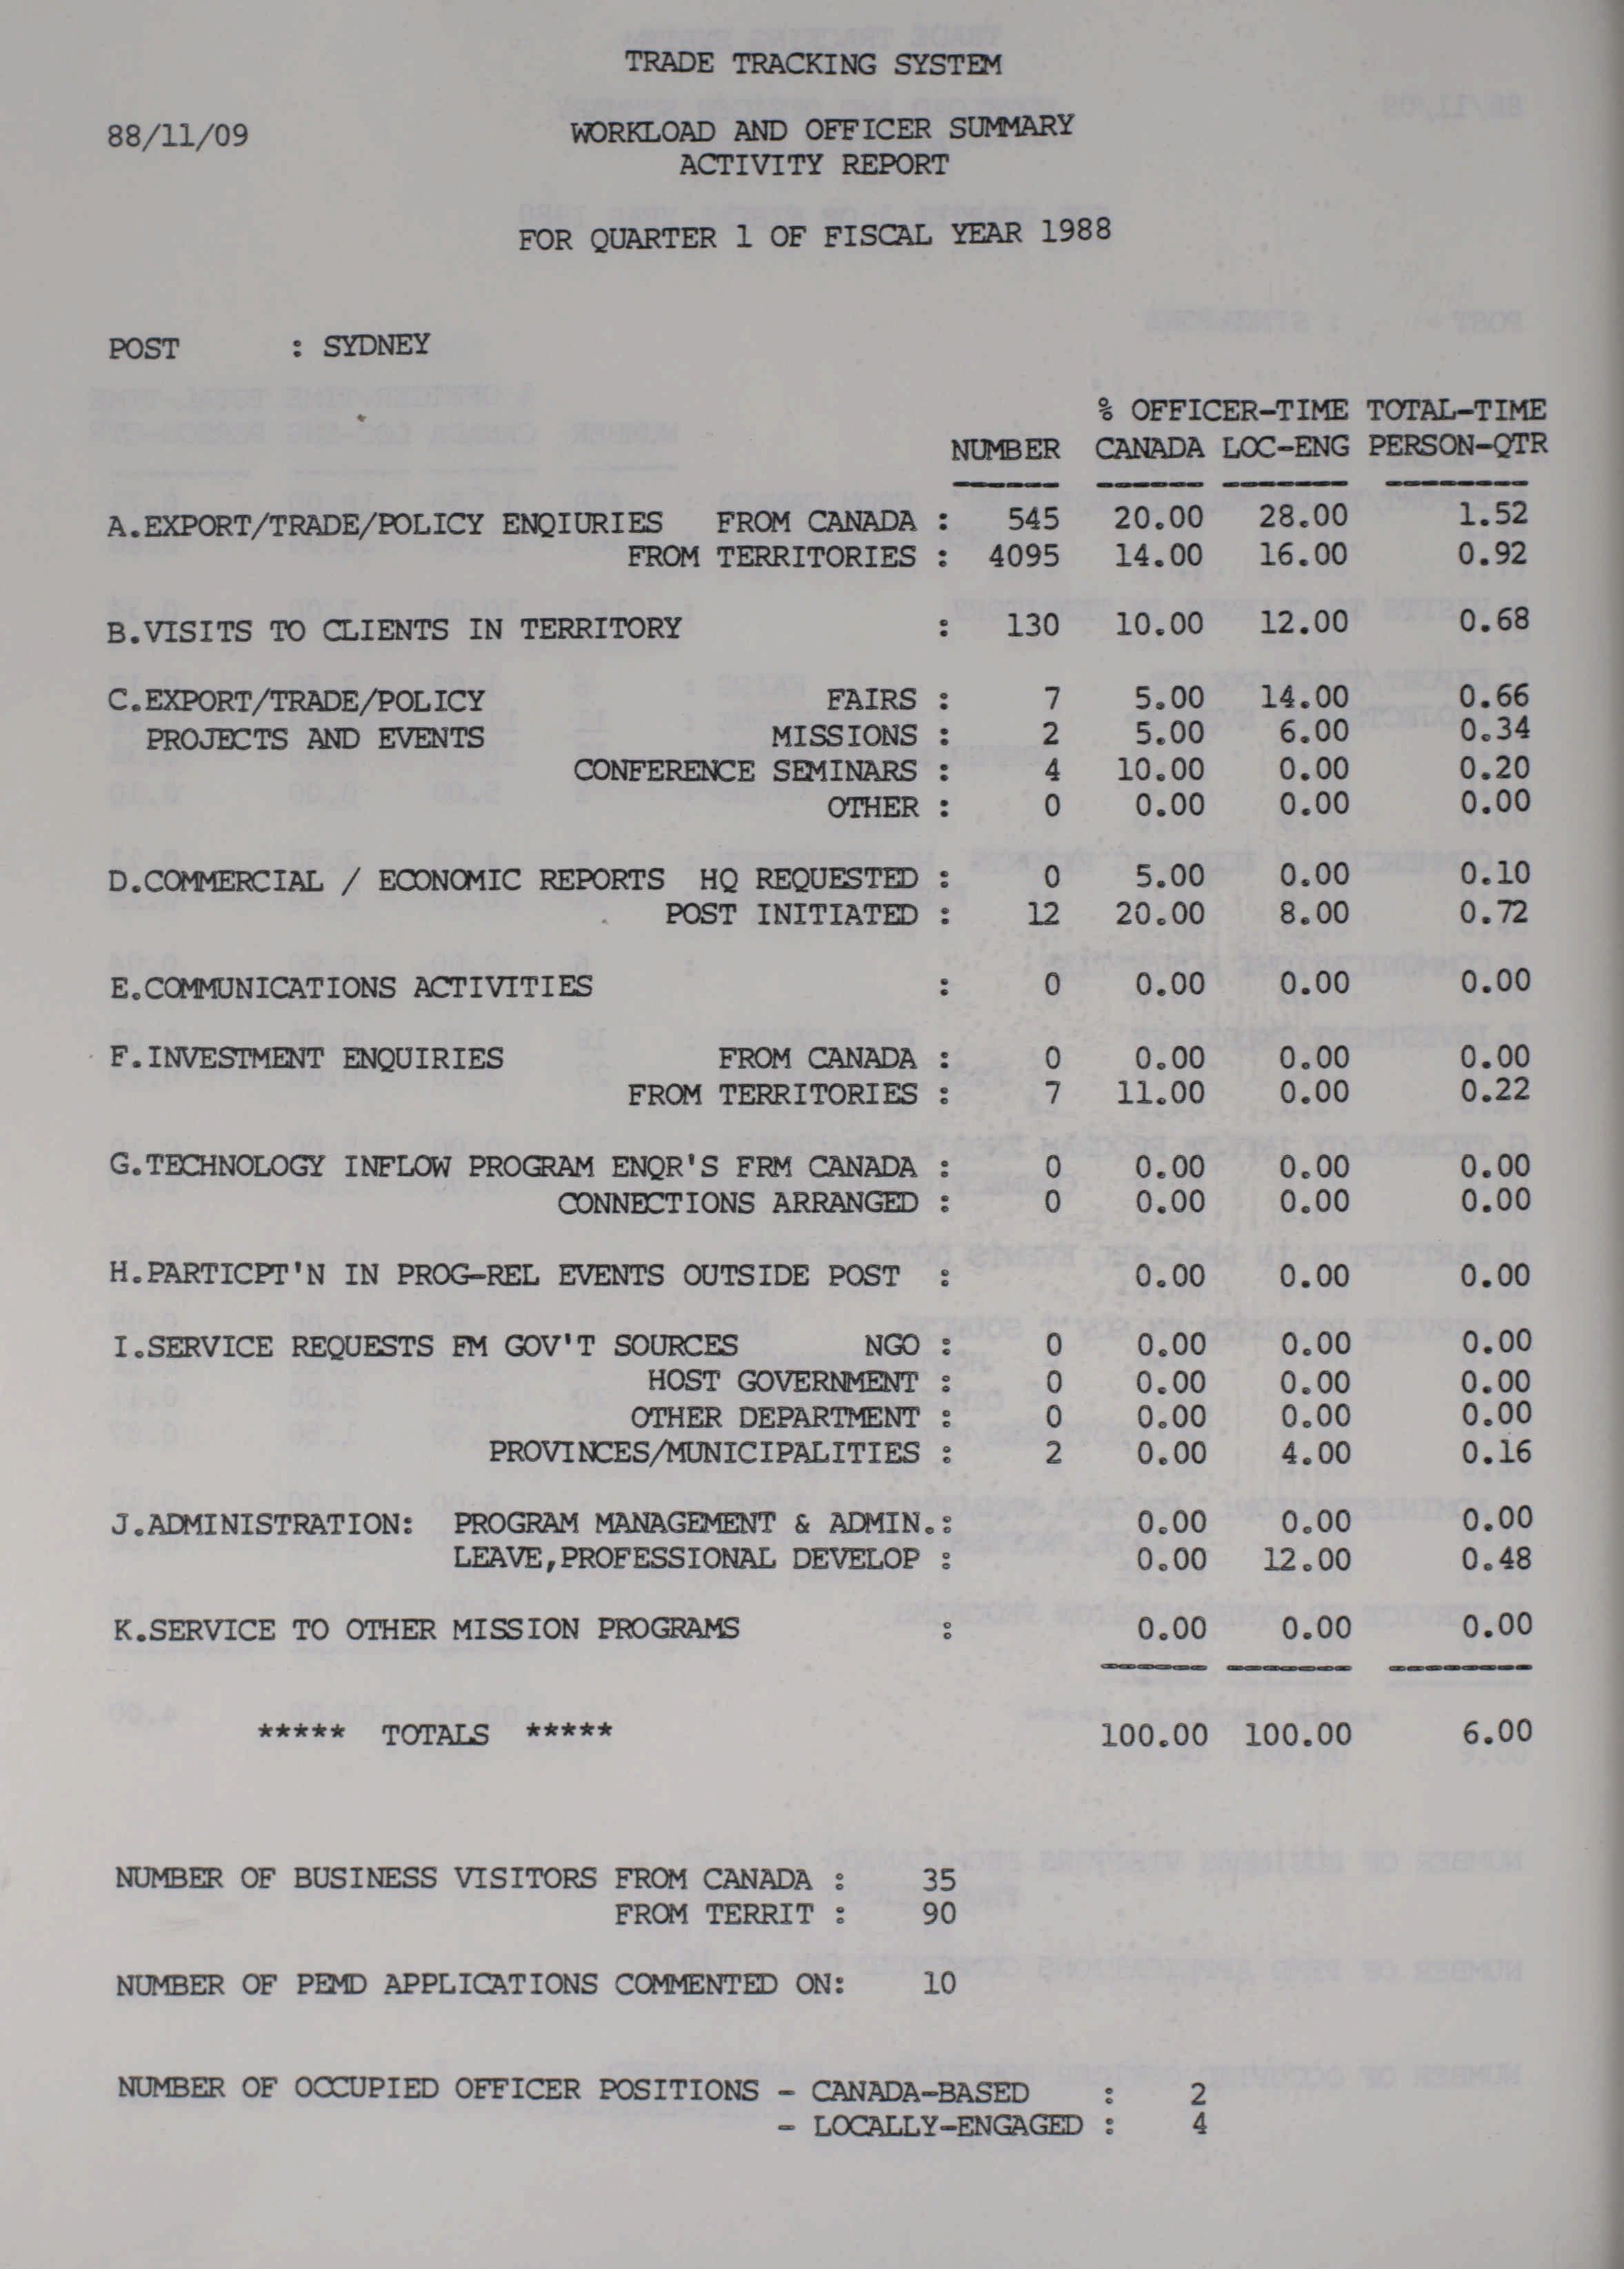 TRADE TRACKING SYSTEM
88/11/09 WORKLOAD AND OFFICER SUMMARY
ACTIVITY REPORT
FOR QUARTER 1 OF FISCAL YEAR 1988
POST : SYDNEY
% OFFICER-TIME TOTAL-TIME
NUMBER CANADA LOC-ENG PERSON-QTR
A.EXPORT/TRADE/POLICY ENQIURIES FROM CANADA : 545 20.00 28.00 1.52
FROM TERRITORIES : 4095 14.00 16.00 0.92
B.VISITS TO CLIENTS IN TERRITORY : 130 10.00 12.00 0.68
C.EXPORT/TRADE/POLICY FAIRS : 7 5.00 14.00 0.66
PROJECTS AND EVENTS MISSIONS : 2 5.00 6.00 0.34
CONFERENCE SEMINARS : 4 10.00 0.00 0.20
OTHER : 0 0.00 0.00 0.00
D.COMMERCIAL / ECONOMIC REPORTS HQ REQUESTED : 0 5.00 0.00 0.10
POST INITIATED : 12 20.00 8.00 0.72
E.COMMUNICATIONS ACTIVITIES : 0 0.00 0.00 0.00
F.INVESTMENT ENQUIRIES FROM CANADA : 0 0.00 0.00 0.00
FROM TERRITORIES : 7 11.00 0.00 0.22
G.TECHNOLOGY INFLOW PROGRAM ENQR'S FRM CANADA : 0 0.00 0.00 0.00
CONNECTIONS ARRANGED : 0 0.00 0.00 0.00
H.PARTICPT'N IN PROG-REL EVENTS OUTSIDE POST : 0.00 0.00 0.00
I.SERVICE REQUESTS FM GOV'T SOURCES NGO : 0 0.00 0.00 0.00
HOST GOVERNMENT : 0 0.00 0.00 0.00
OTHER DEPARTMENT : 0 0.00 0.00 0.00
PROVINCES/MUNICIPALITIES : 2 0.00 4.00 0.16
J.ADMINISTRATION: PROGRAM MANAGEMENT & ADMIN.: 0.00 0.00 0.00
LEAVE,PROFESSIONAL DEVELOP : 0.00 12.00 0.48
K.SERVICE TO OTHER MISSION PROGRAMS : 0.00 0.00 0.00
***** TOTALS ***** 100.00 100.00 6.00
NUMBER OF BUSINESS VISITORS FROM CANADA : 35
FROM TERRIT : 90
NUMBER OF PEMD APPLICATIONS COMMENTED ON: 10
NUMBER OF OCCUPIED OFFICER POSITIONS - CANADA-BASED : 2
- LOCALLY-ENGAGED : 4